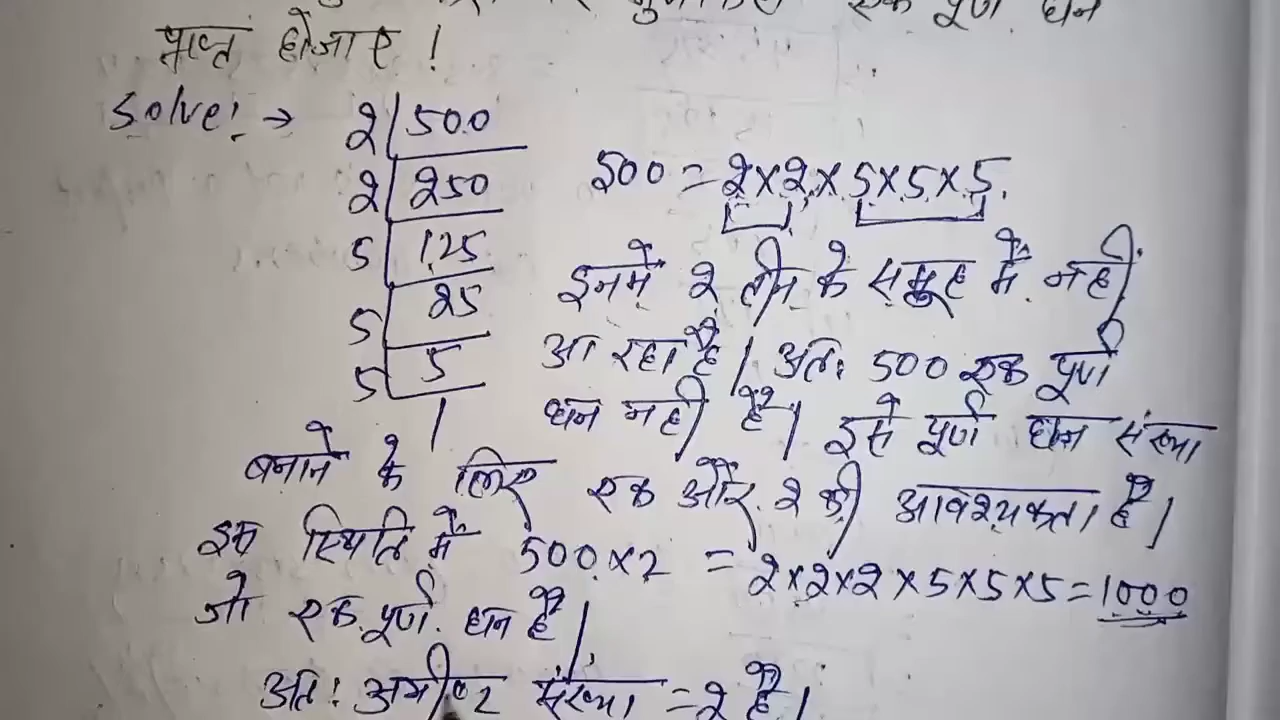 एक पूर्ण घन
प्राप्त होजाए !
Solve! → 2 | 500
2 | 250
5 | 125
5 | 25
5 | 5
1
500 = 2×2×5×5×5.
इनमें 2 तीन के समूह में नहीं
आ रहा है। अतः 500 एक पूर्ण
घन नहीं है। इसे पूर्ण घन संख्या
बनाने के लिए एक और 2 की आवश्यकता है।
इस स्थिति में 500×2 = 2×2×2×5×5×5=1000
जो एक पूर्ण घन है।
अतः अभीष्ट संख्या = 2 है।